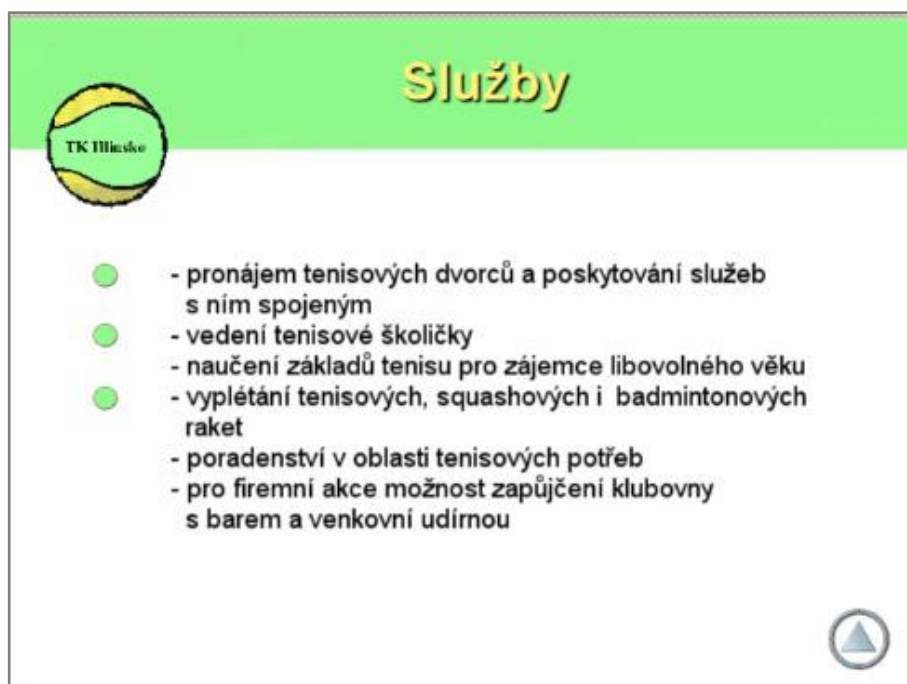 Služby
TK Hlinsko
- pronájem tenisových dvorců a poskytování služeb
s ním spojeným
- vedení tenisové školičky
- naučení základů tenisu pro zájemce libovolného věku
- vyplétání tenisových, squashových i badmintonových
raket
- poradenství v oblasti tenisových potřeb
- pro firemní akce možnost zapůjčení klubovny
s barem a venkovní udírnou